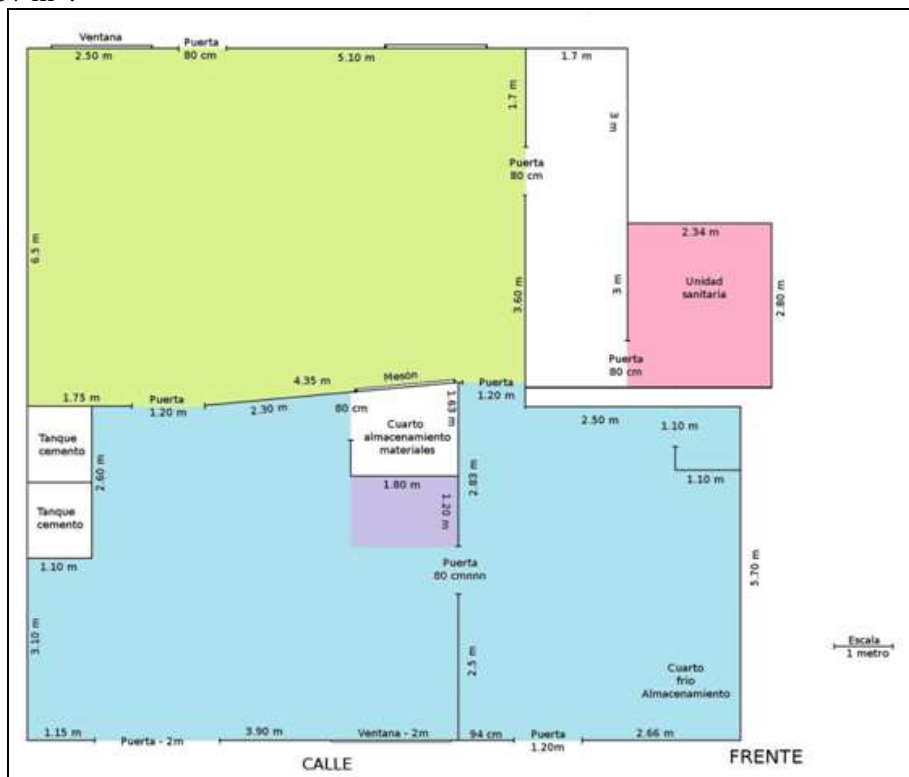 Ventana
2.50 m
Puerta
80 cm
5.10 m
1.7 m
1.7 m
3 m
Puerta
80 cm
6.5 m
3.60 m
3 m
2.34 m
Unidad
sanitaria
2.80 m
Puerta
80 cm
1.75 m
Puerta
1.20 m
4.35 m
2.30 m
Mesón
80 cm
1.63 m
Puerta
1.20 m
2.50 m
1.10 m
1.10 m
Tanque
cemento
2.60 m
Cuarto
almacenamiento
materiales
1.80 m
2.83 m
1.20 m
Tanque
cemento
1.10 m
Puerta
80 cmnnn
5.70 m
3.10 m
2.5 m
Escala
1 metro
Cuarto
frio
Almacenamiento
1.15 m
Puerta - 2m
3.90 m
Ventana - 2m
94 cm
Puerta
1.20m
2.66 m
CALLE
FRENTE